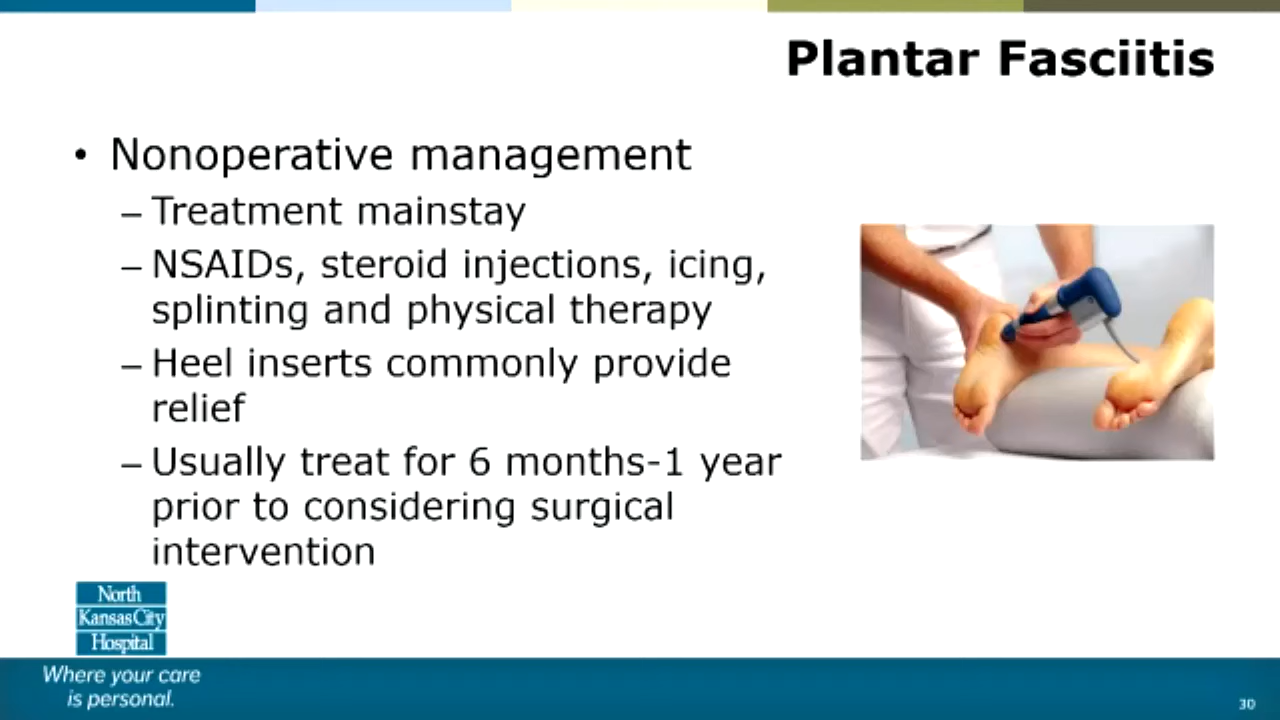 Plantar Fasciitis
• Nonoperative management
– Treatment mainstay
– NSAIDs, steroid injections, icing,
splinting and physical therapy
– Heel inserts commonly provide
relief
– Usually treat for 6 months-1 year
prior to considering surgical
intervention
North
KansasCity
Hospital
Where your care
is personal.
30